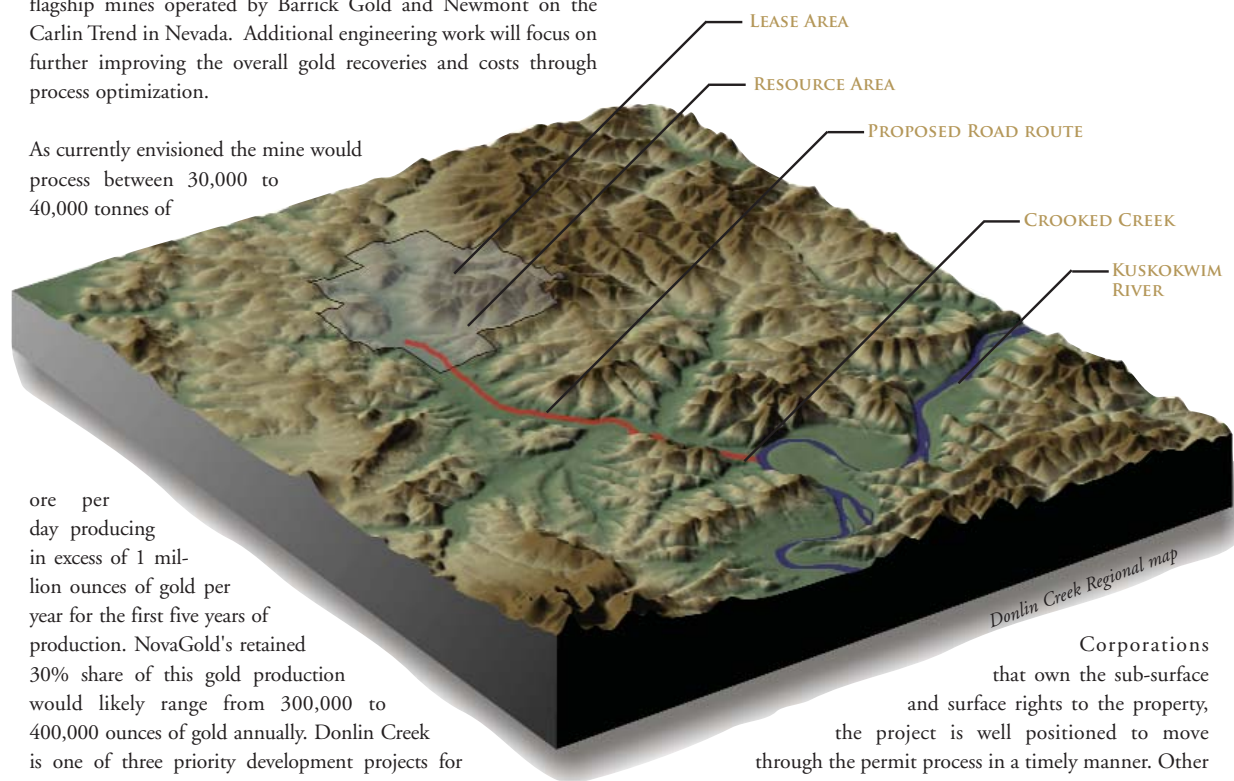 flagship mines operated by Barrick Gold and Newmont on the
Carlin Trend in Nevada. Additional engineering work will focus on
further improving the overall gold recoveries and costs through
process optimization.
As currently envisioned the mine would
process between 30,000 to
40,000 tonnes of
ore per
day producing
in excess of 1 mil-
lion ounces of gold per
year for the first five years of
production. NovaGold's retained
30% share of this gold production
would likely range from 300,000 to
400,000 ounces of gold annually. Donlin Creek
is one of three priority development projects for
LEASE AREA
RESOURCE AREA
PROPOSED ROAD ROUTE
CROOKED CREEK
KUSKOKWIM
RIVER
Donlin Creek Regional map
Corporations
that own the sub-surface
and surface rights to the property,
the project is well positioned to move
through the permit process in a timely manner. Other